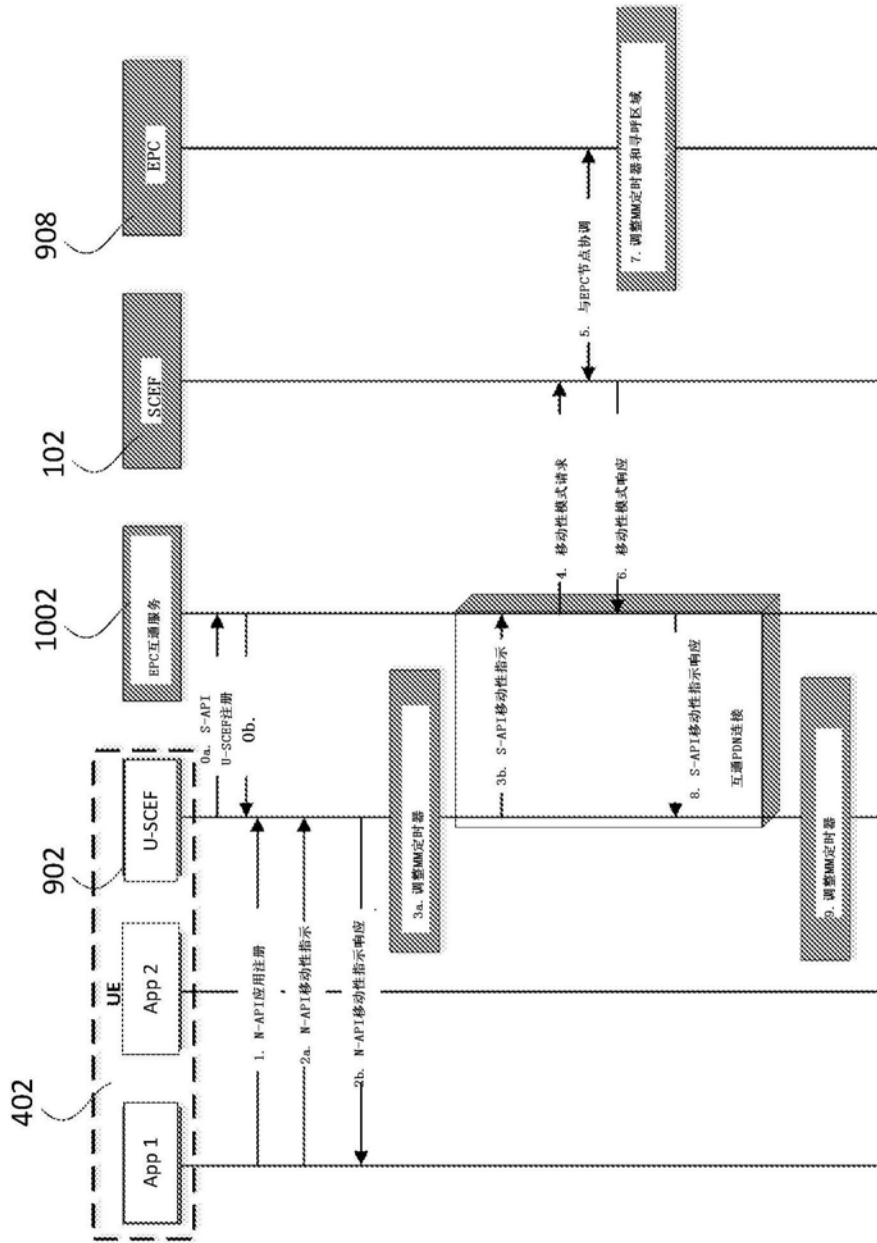 402
902
1002
102
908
UE
App 1
App 2
U-SCEF
EPC互通服务
SCEF
EPC
0a. S-API
U-SCEF注册
0b.
1. N-API应用注册
2a. N-API移动性指示
2b. N-API移动性指示响应
3a. 调整MM定时器
3b. S-API移动性指示
4. 移动性模式请求
5. 与EPC节点协调
6. 移动性模式响应
7. 调整MM定时器和寻呼区域
8. S-API移动性指示响应
互通PDN连接
9. 调整MM定时器